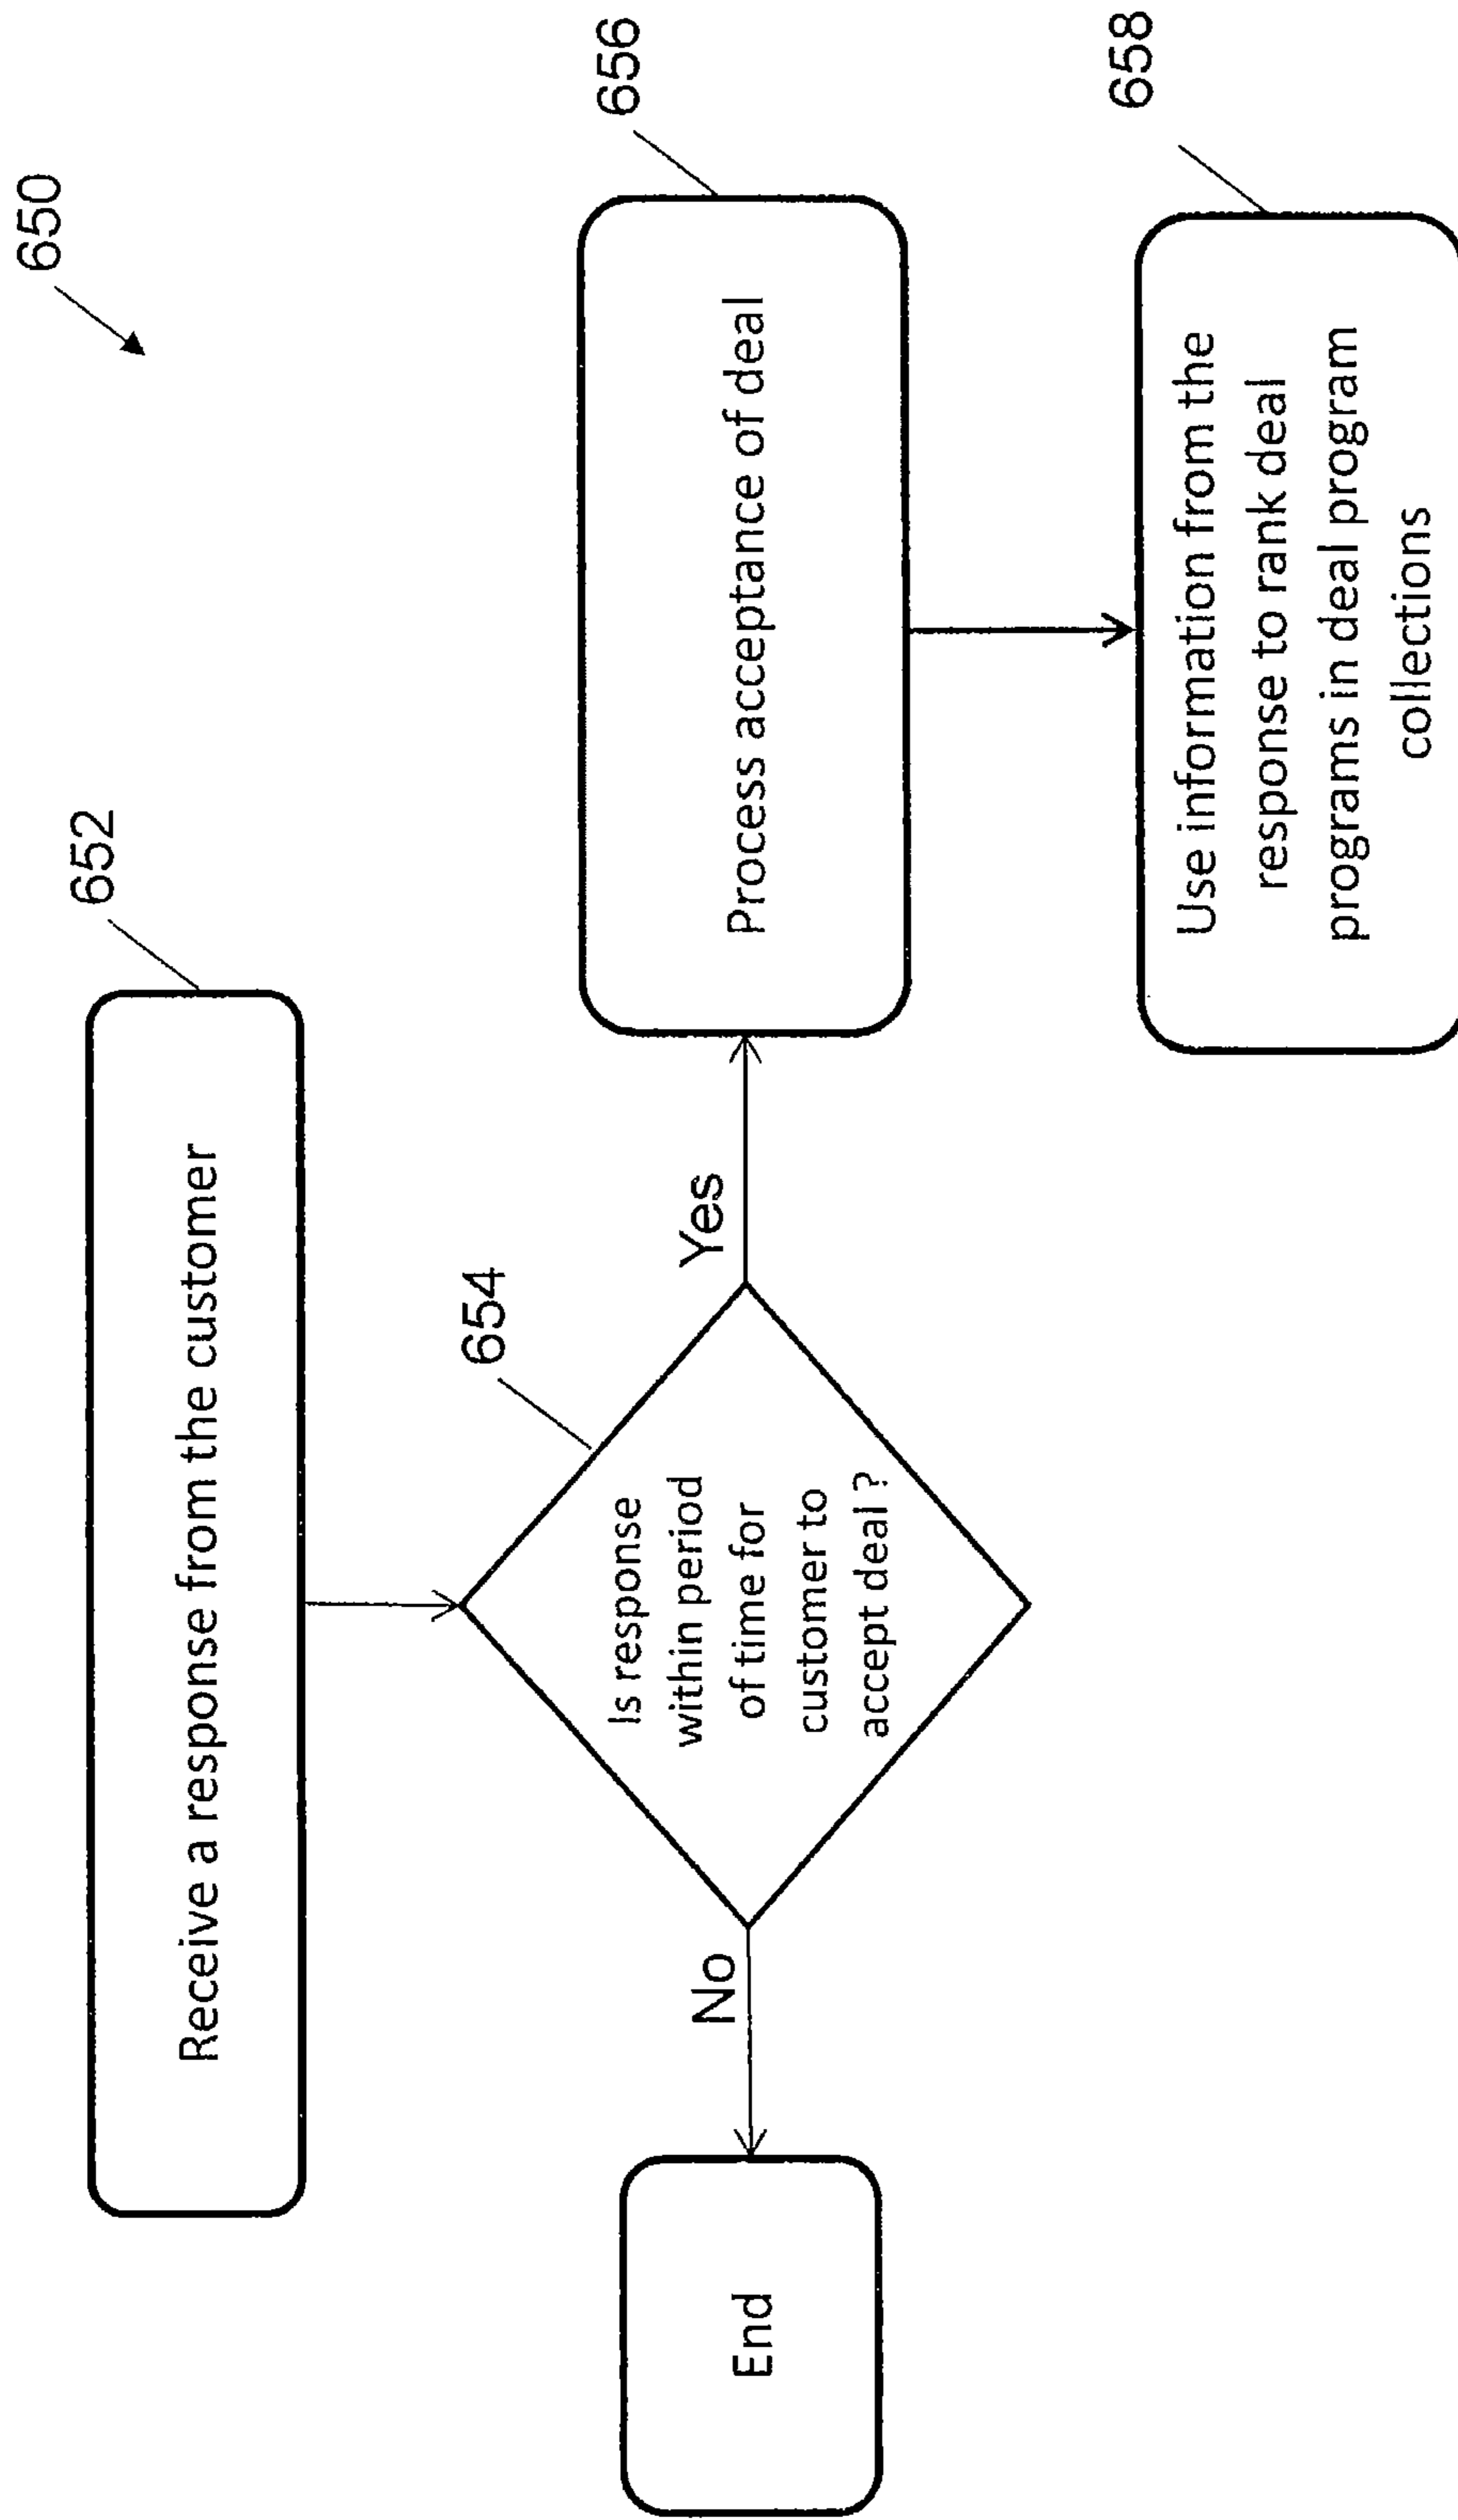 650
652
Receive a response from the customer
654
Is response
within period
of time for
customer to
accept deal ?
No
Yes
End
656
Process acceptance of deal
658
Use information from the
response to rank deal
programs in deal program
collections